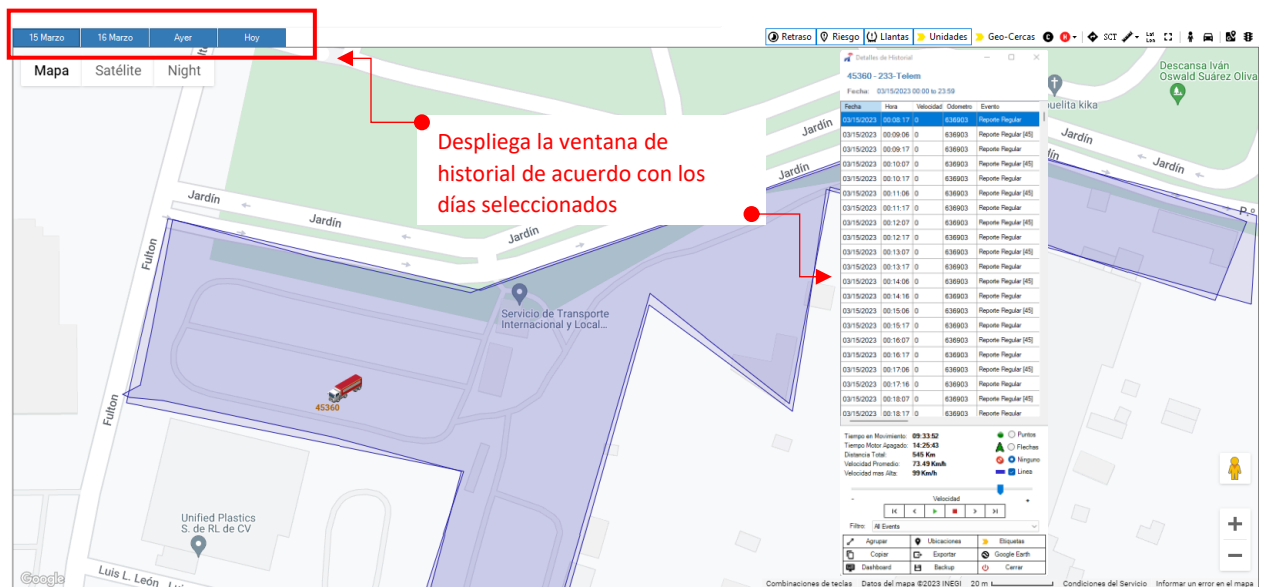 15 Marzo 16 Marzo Ayer Hoy
Retraso Riesgo Llantas Unidades Geo-Cercas SCT Lat Lon
Mapa Satélite Night
Despliega la ventana de
historial de acuerdo con los
días seleccionados
Detalles de Historial
45360 - 233-Telem
Fecha: 03/15/2023 00:00 to 23:59
Fecha Hora Velocidad Odometro Evento
03/15/2023 00:08:17 0 636903 Reporte Regular
03/15/2023 00:09:06 0 636903 Reporte Regular [45]
03/15/2023 00:09:17 0 636903 Reporte Regular
03/15/2023 00:10:07 0 636903 Reporte Regular [45]
03/15/2023 00:10:17 0 636903 Reporte Regular
03/15/2023 00:11:06 0 636903 Reporte Regular [45]
03/15/2023 00:11:17 0 636903 Reporte Regular
03/15/2023 00:12:07 0 636903 Reporte Regular [45]
03/15/2023 00:12:17 0 636903 Reporte Regular
03/15/2023 00:13:07 0 636903 Reporte Regular [45]
03/15/2023 00:13:17 0 636903 Reporte Regular
03/15/2023 00:14:06 0 636903 Reporte Regular [45]
03/15/2023 00:14:16 0 636903 Reporte Regular
03/15/2023 00:15:06 0 636903 Reporte Regular [45]
03/15/2023 00:15:17 0 636903 Reporte Regular
03/15/2023 00:16:07 0 636903 Reporte Regular [45]
03/15/2023 00:16:17 0 636903 Reporte Regular
03/15/2023 00:17:06 0 636903 Reporte Regular [45]
03/15/2023 00:17:16 0 636903 Reporte Regular
03/15/2023 00:18:07 0 636903 Reporte Regular [45]
03/15/2023 00:18:17 0 636903 Reporte Regular
Tiempo en Movimiento: 09:33:52 Puntos
Tiempo Motor Apagado: 14:25:43 Flechas
Distancia Total: 545 Km
Velocidad Promedio: 73.49 Km/h Ninguno
Velocidad mas Alta: 99 Km/h Linea
- Velocidad +
Filtro: All Events
Agrupar Ubicaciones Etiquetas
Copiar Exportar Google Earth
Dashboard Backup Cerrar
Descansa Iván
Oswald Suárez Oliva
uelita kika
Jardín
Jardín
Jardín
Jardín
Jardín
Jardín
Jardín
P.º
Fulton
Fulton
Servicio de Transporte
Internacional y Local...
45360
Unified Plastics
S. de RL de CV
Luis L. León
Google
Combinaciones de teclas Datos del mapa ©2023 INEGI 20 m Condiciones del Servicio Informar un error en el mapa